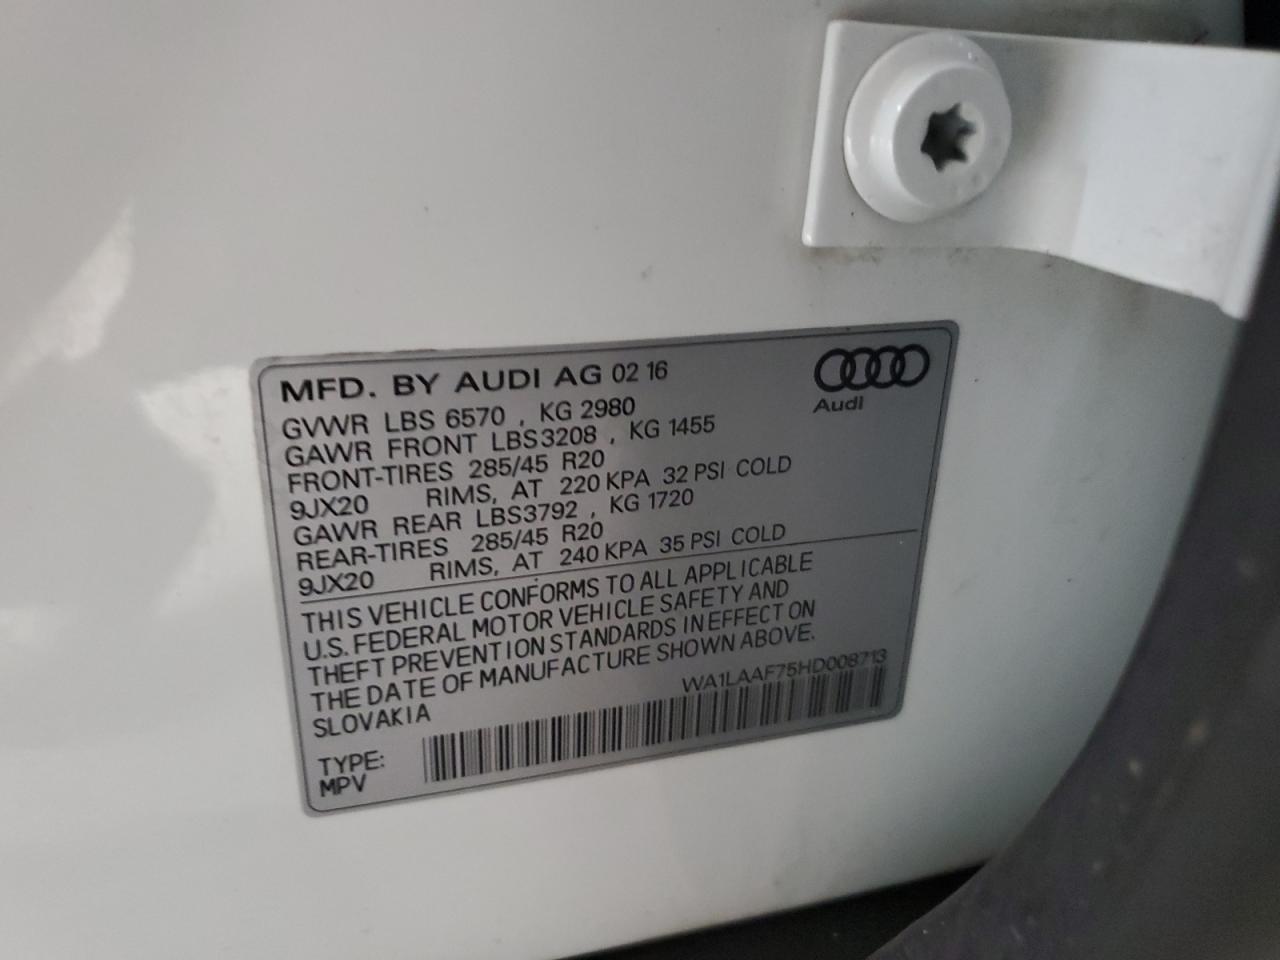 MFD. BY AUDI AG 02 16
Audi
GVWR LBS 6570 , KG 2980
GAWR FRONT LBS3208 , KG 1455
FRONT-TIRES 285/45 R20
9JX20 RIMS, AT 220 KPA 32 PSI COLD
GAWR REAR LBS3792 , KG 1720
REAR-TIRES 285/45 R20
9JX20 RIMS, AT 240 KPA 35 PSI COLD
THIS VEHICLE CONFORMS TO ALL APPLICABLE
U.S. FEDERAL MOTOR VEHICLE SAFETY AND
THEFT PREVENTION STANDARDS IN EFFECT ON
THE DATE OF MANUFACTURE SHOWN ABOVE.
SLOVAKIA
WA1LAAF75HD008713
TYPE:
MPV